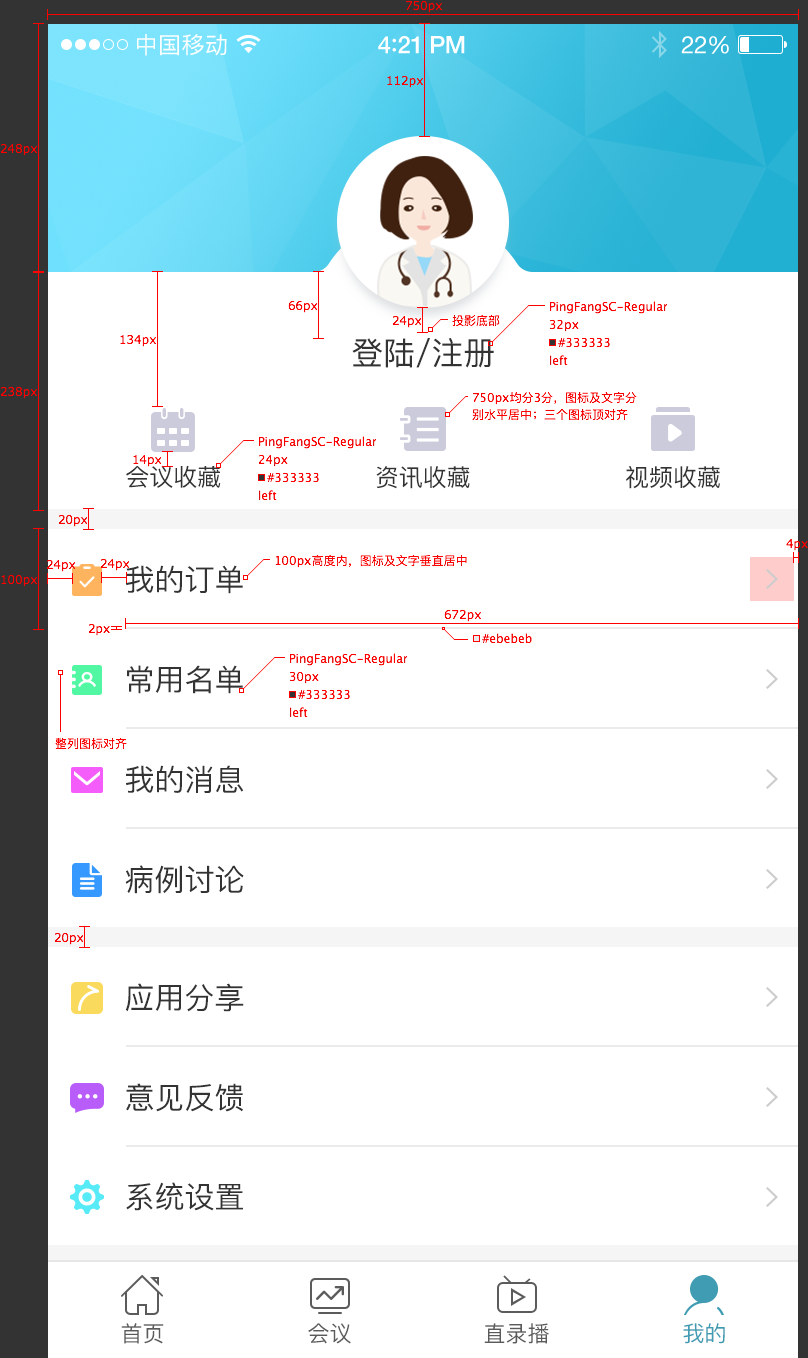 750px
中国移动
4:21 PM
22%
112px
248px
66px
24px
投影底部
PingFangSC-Regular
32px
#333333
left
134px
登陆/注册
238px
750px均分3分，图标及文字分
别水平居中；三个图标顶对齐
14px
PingFangSC-Regular
24px
#333333
left
会议收藏
资讯收藏
视频收藏
20px
4px
100px
24px
24px
我的订单
100px高度内，图标及文字垂直居中
672px
2px
#ebebeb
常用名单
PingFangSC-Regular
30px
#333333
left
整列图标对齐
我的消息
病例讨论
20px
应用分享
意见反馈
系统设置
首页
会议
直录播
我的